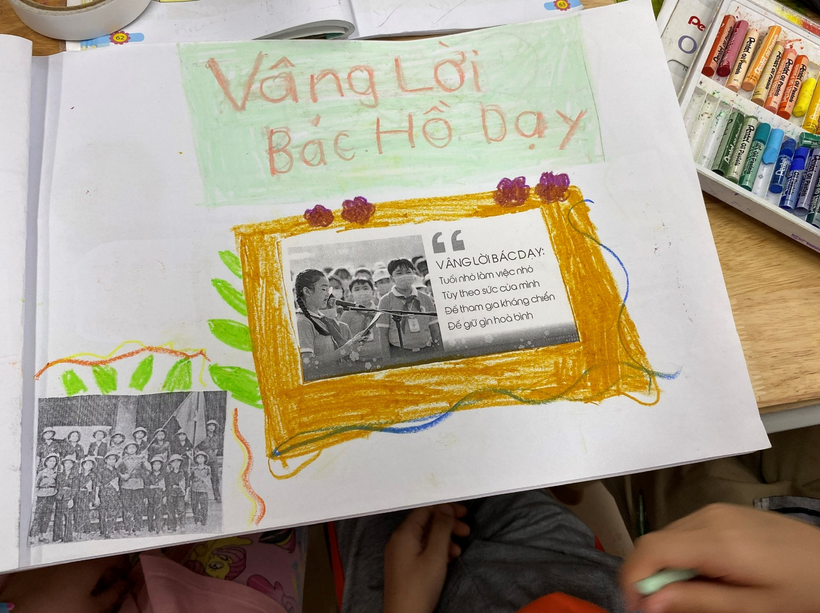 Vâng Lời
Bác Hồ Dạy
VÂNG LỜI BÁC DẠY:
Tuổi nhỏ làm việc nhỏ
Tùy theo sức của mình
Để tham gia kháng chiến
Để giữ gìn hoà bình
62